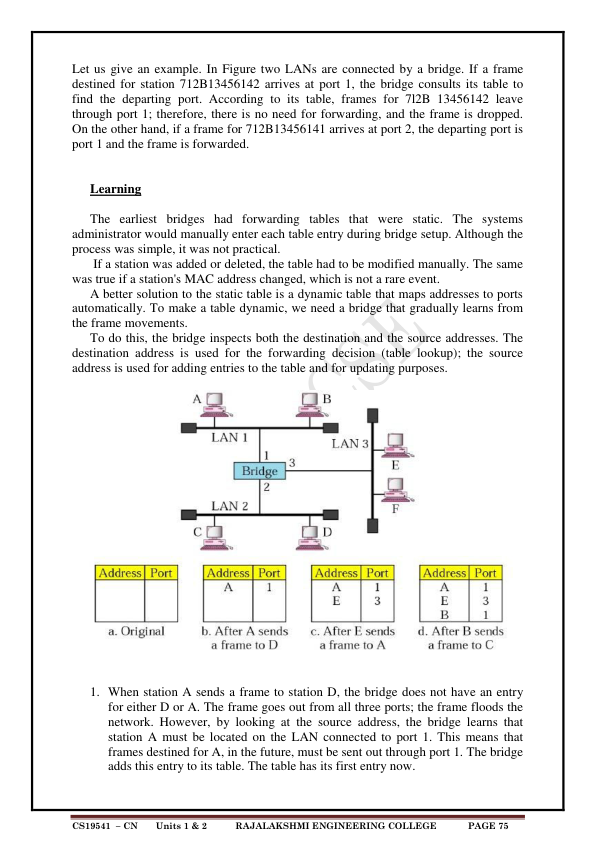 Let us give an example. In Figure two LANs are connected by a bridge. If a frame
destined for station 712B13456142 arrives at port 1, the bridge consults its table to
find the departing port. According to its table, frames for 7l2B 13456142 leave
through port 1; therefore, there is no need for forwarding, and the frame is dropped.
On the other hand, if a frame for 712B13456141 arrives at port 2, the departing port is
port 1 and the frame is forwarded.
Learning
The earliest bridges had forwarding tables that were static. The systems
administrator would manually enter each table entry during bridge setup. Although the
process was simple, it was not practical.
If a station was added or deleted, the table had to be modified manually. The same
was true if a station's MAC address changed, which is not a rare event.
A better solution to the static table is a dynamic table that maps addresses to ports
automatically. To make a table dynamic, we need a bridge that gradually learns from
the frame movements.
To do this, the bridge inspects both the destination and the source addresses. The
destination address is used for the forwarding decision (table lookup); the source
address is used for adding entries to the table and for updating purposes.
CSE
A B
LAN 1 LAN 3
1
Bridge 3
E
2
LAN 2
F
C D
Address Port Address Port Address Port Address Port
A 1 A 1 A 1
E 3 E 3
B 1
a. Original b. After A sends c. After E sends d. After B sends
a frame to D a frame to A a frame to C
1. When station A sends a frame to station D, the bridge does not have an entry
for either D or A. The frame goes out from all three ports; the frame floods the
network. However, by looking at the source address, the bridge learns that
station A must be located on the LAN connected to port 1. This means that
frames destined for A, in the future, must be sent out through port 1. The bridge
adds this entry to its table. The table has its first entry now.
CS19541 – CN Units 1 & 2 RAJALAKSHMI ENGINEERING COLLEGE PAGE 75